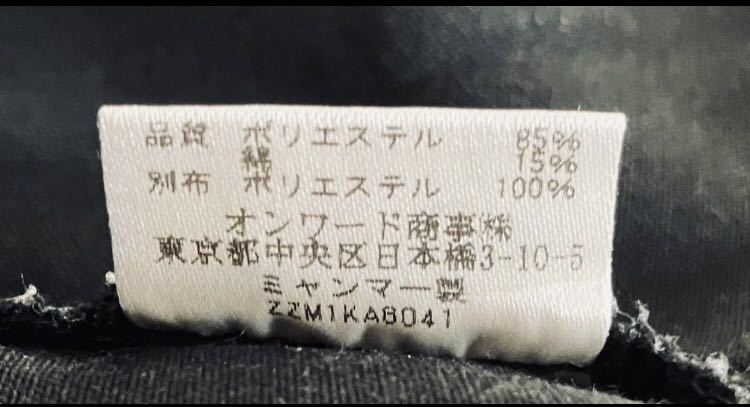 品質 ポリエステル 85%
綿 15%
別布 ポリエステル 100%
オンワード商事㈱
東京都中央区日本橋3-10-5
ミャンマー製
ZZM1KA8041